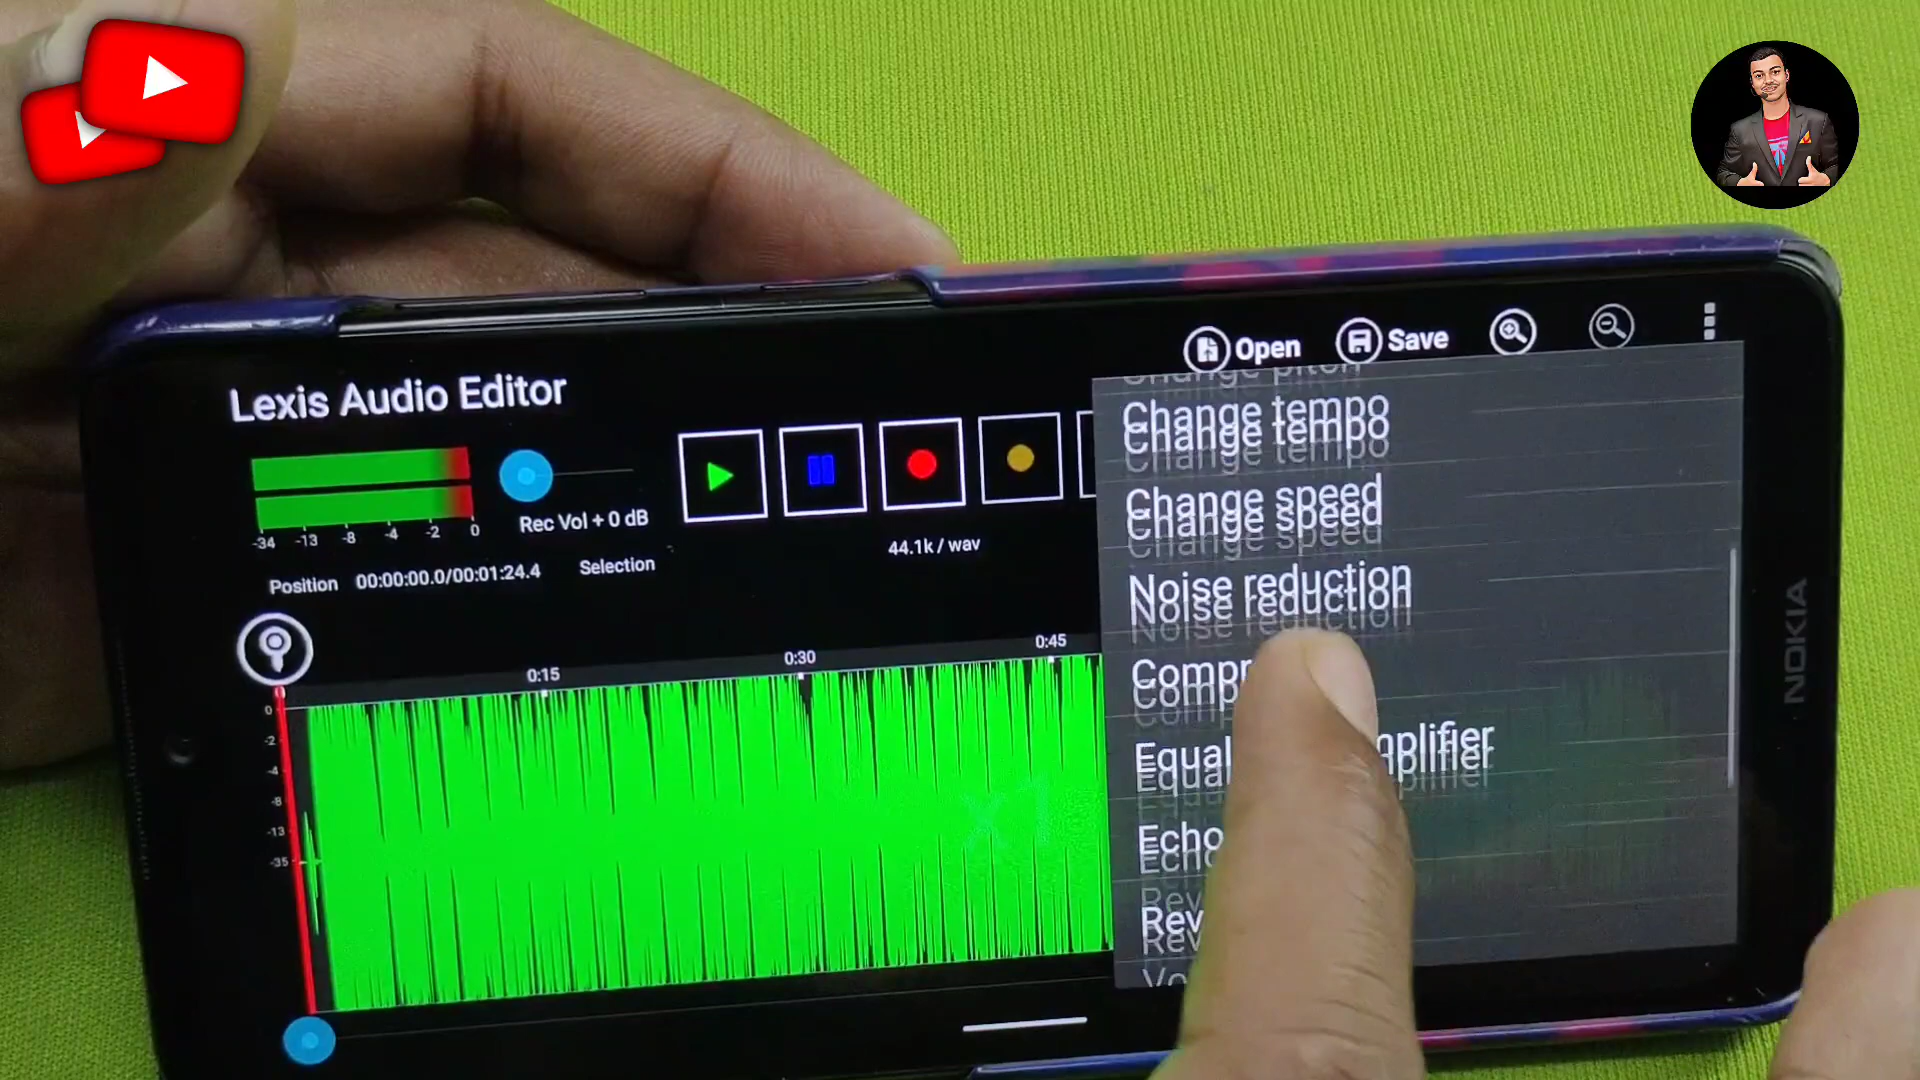 Open
Save
Lexis Audio Editor
-34 -13 -8 -4 -2 0
Rec Vol + 0 dB
44.1k / wav
Position 00:00:00.0/00:01:24.4
Selection
0:15
0:30
0:45
0
-2
-4
-8
-13
-35
Change pitch
Change tempo
Change speed
Noise reduction
Echo
NOKIA